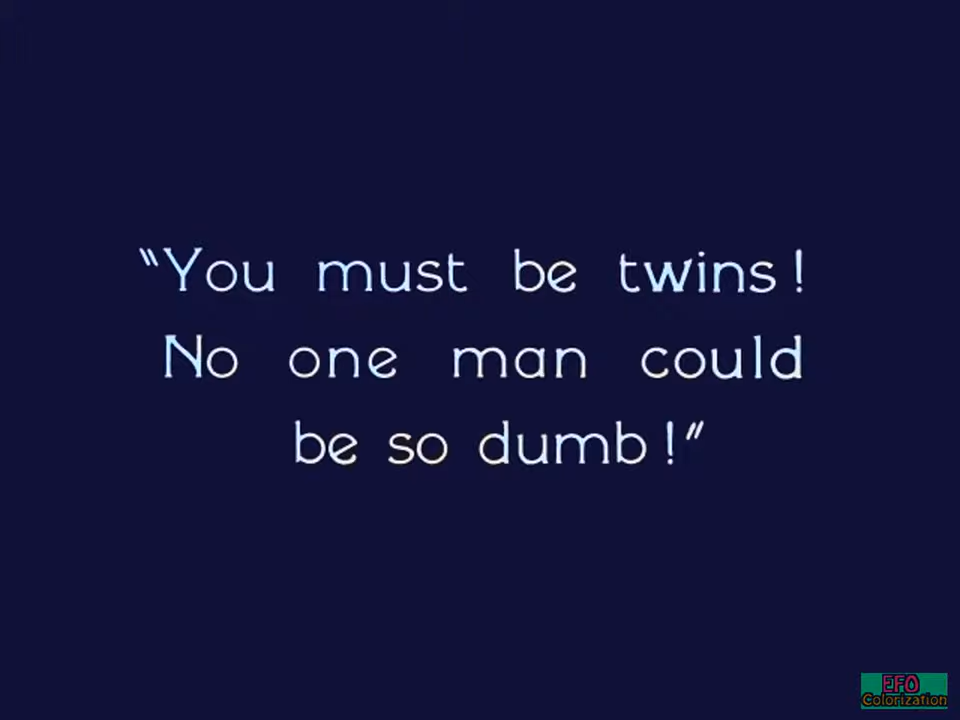 “You must be twins!
No one man could
be so dumb!”
EFO
Colorization